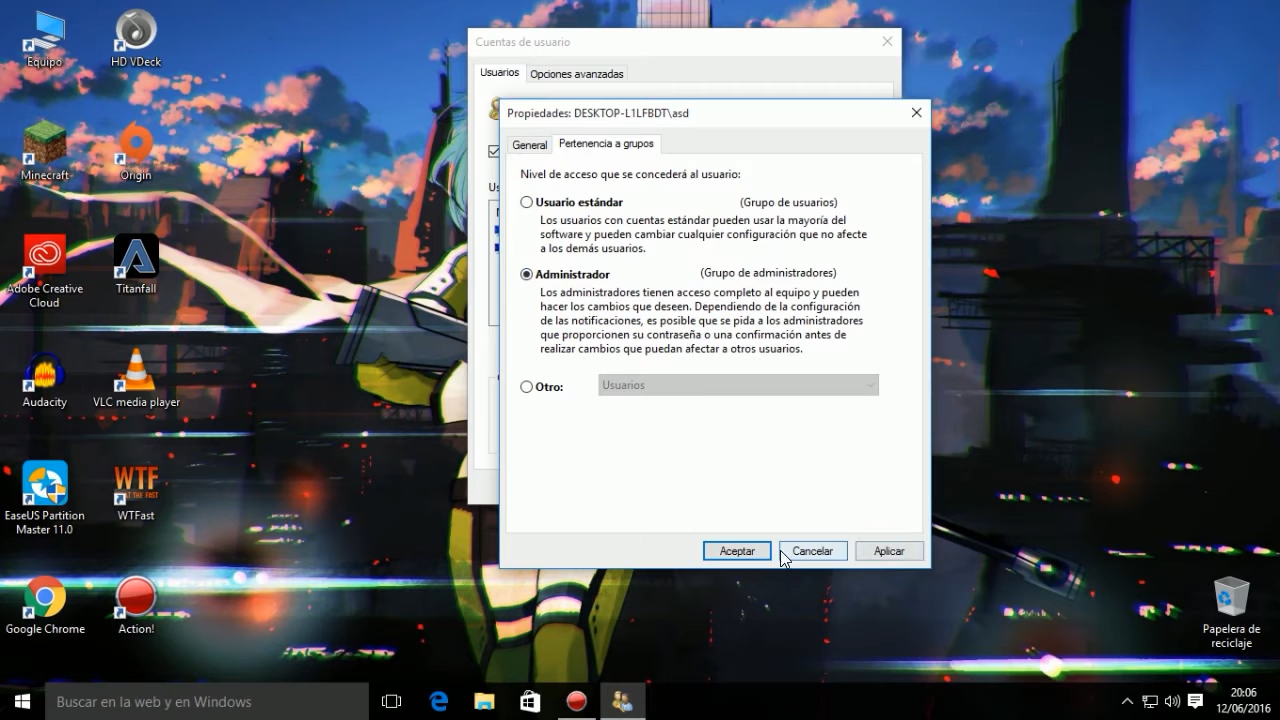 Equipo
HD VDeck
Minecraft
Origin
Adobe Creative
Cloud
Titanfall
Audacity
VLC media player
EaseUS Partition
Master 11.0
WTF
AT THE FAST
WTFast
Google Chrome
Action!
Cuentas de usuario
Usuarios
Opciones avanzadas
Us
Propiedades: DESKTOP-L1LFBDT\asd
General
Pertenencia a grupos
Nivel de acceso que se concederá al usuario:
Usuario estándar (Grupo de usuarios)
Los usuarios con cuentas estándar pueden usar la mayoría del
software y pueden cambiar cualquier configuración que no afecte
a los demás usuarios.
Administrador (Grupo de administradores)
Los administradores tienen acceso completo al equipo y pueden
hacer los cambios que deseen. Dependiendo de la configuración
de las notificaciones, es posible que se pida a los administradores
que proporcionen su contraseña o una confirmación antes de
realizar cambios que puedan afectar a otros usuarios.
Otro: Usuarios
Aceptar
Cancelar
Aplicar
Papelera de
reciclaje
Buscar en la web y en Windows
20:06
12/06/2016